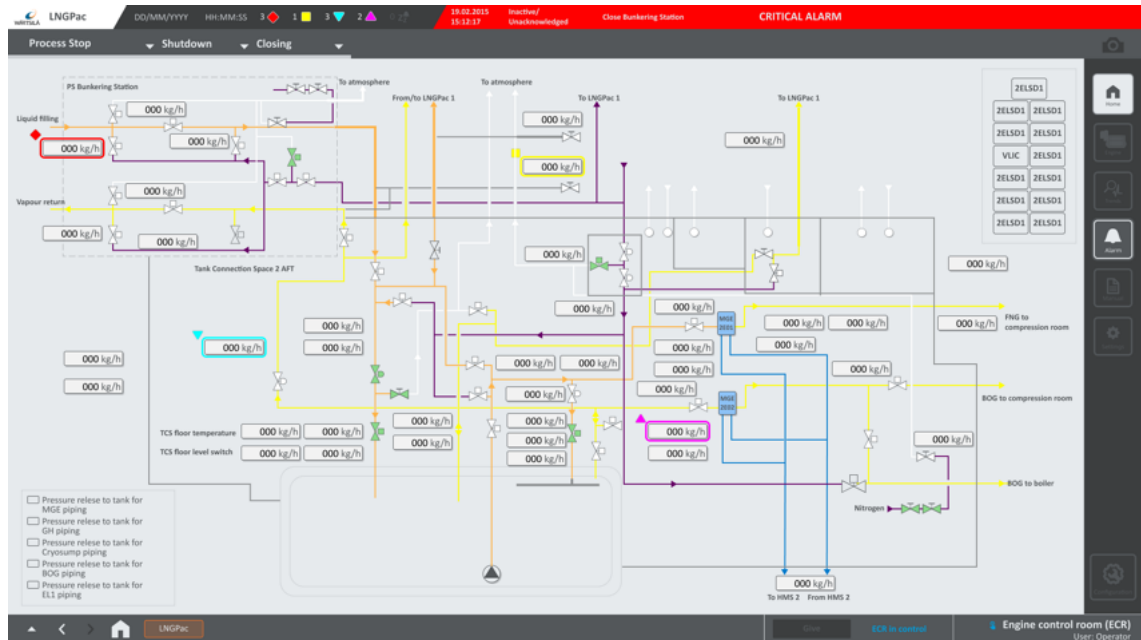 WÄRTSILÄ LNGPac DD/MM/YYYY HH:MM:SS 3 1 3 2 0
19.02.2015 Inactive/ Close Bunkering Station CRITICAL ALARM
15:12:17 Unacknowledged
Process Stop Shutdown Closing
PS Bunkering Station
To atmosphere
From/to LNGPac 1
To atmosphere
To LNGPac 1
To LNGPac 1
2ELSD1
2ELSD1 2ELSD1
2ELSD1 2ELSD1
VLIC 2ELSD1
2ELSD1 2ELSD1
2ELSD1 2ELSD1
2ELSD1 2ELSD1
Home
Alarm
Liquid filling
000 kg/h
000 kg/h
000 kg/h
000 kg/h
000 kg/h
000 kg/h
000 kg/h
Vapour return
000 kg/h
000 kg/h
000 kg/h
Tank Connection Space 2 AFT
000 kg/h
000 kg/h
000 kg/h
000 kg/h 000 kg/h
MGE
2E01
000 kg/h 000 kg/h
000 kg/h
FNG to
compression room
000 kg/h
000 kg/h
000 kg/h
000 kg/h
000 kg/h
000 kg/h
000 kg/h
000 kg/h 000 kg/h
000 kg/h
000 kg/h
000 kg/h
000 kg/h
000 kg/h
MGE
2E02
BOG to compression room
TCS floor temperature 000 kg/h 000 kg/h
TCS floor level switch 000 kg/h 000 kg/h
000 kg/h
000 kg/h
000 kg/h
000 kg/h
000 kg/h
000 kg/h
000 kg/h
BOG to boiler
Nitrogen
Pressure relese to tank for
MGE piping
Pressure relese to tank for
GH piping
Pressure relese to tank for
Cryosump piping
Pressure relese to tank for
BOG piping
Pressure relese to tank for
EL1 piping
000 kg/h
To HMS 2 From HMS 2
LNGPac
Give
ECR in control
Engine control room (ECR)
User: Operator